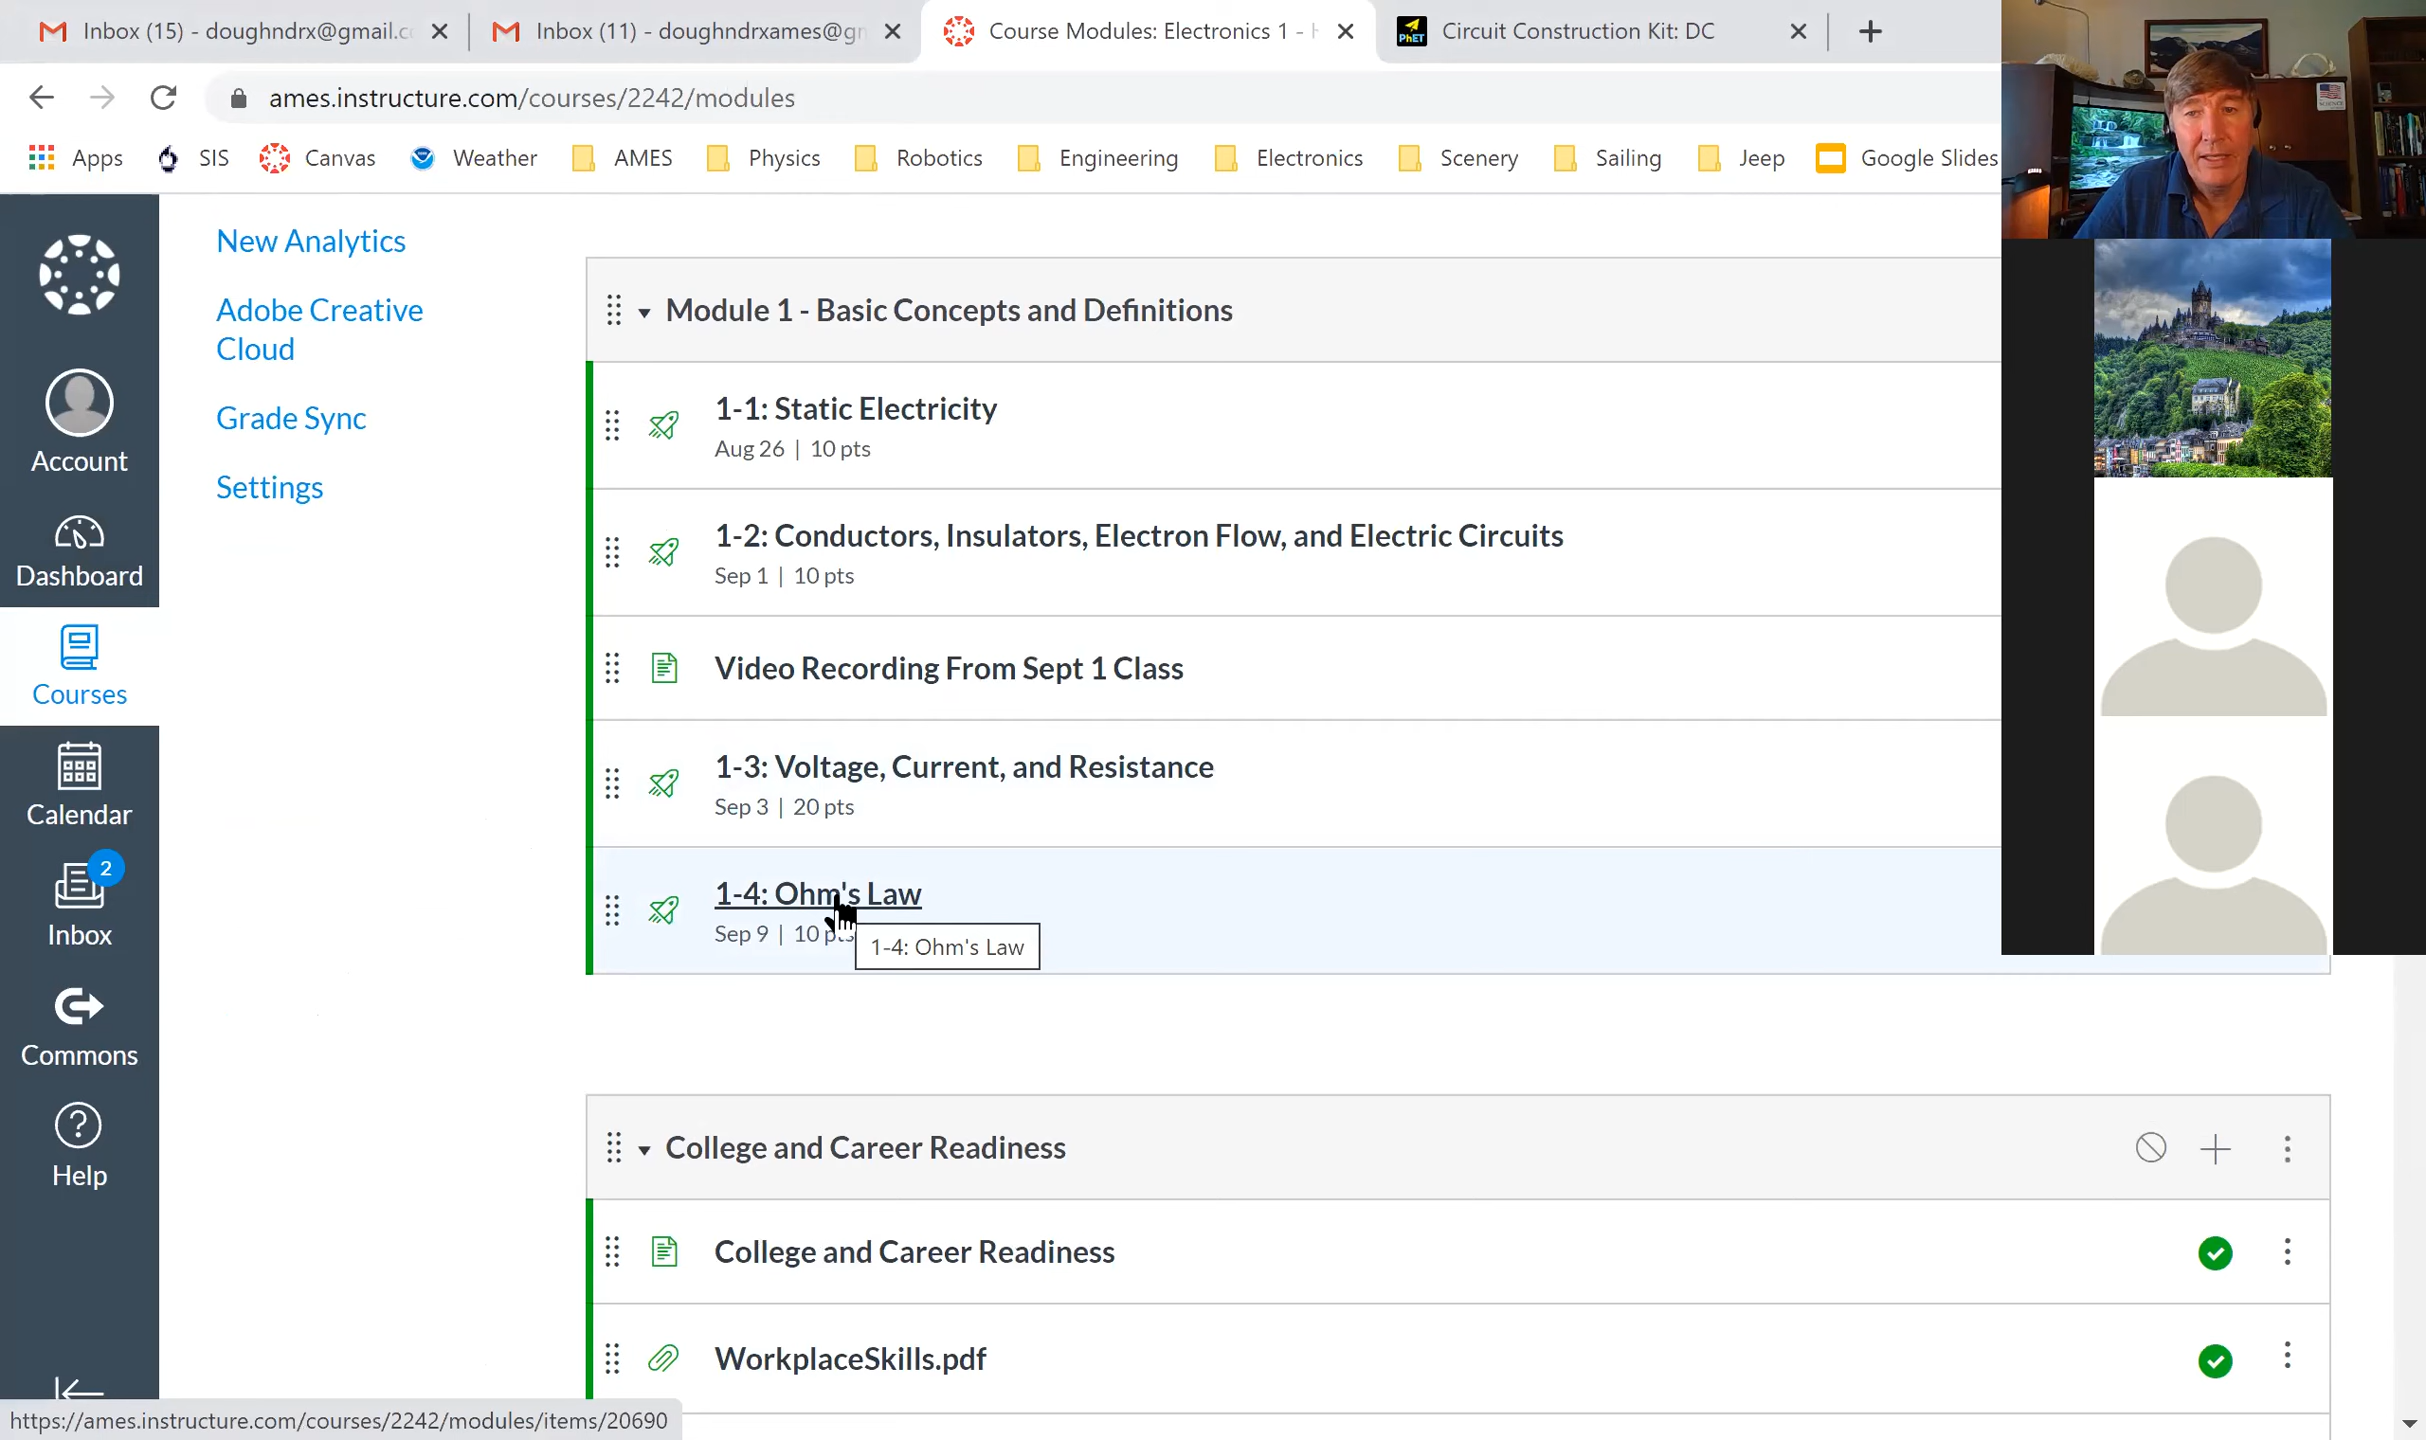 Inbox (15) - doughndrx@gmail.c
Inbox (11) - doughndrxames@gr
Course Modules: Electronics 1 -
PhET
Circuit Construction Kit: DC
ames.instructure.com/courses/2242/modules
Apps
SIS
Canvas
Weather
AMES
Physics
Robotics
Engineering
Electronics
Scenery
Sailing
Jeep
Google Slides
New Analytics
Adobe Creative
Cloud
Grade Sync
Settings
Account
Dashboard
Courses
Calendar
2
Inbox
Commons
Help
Module 1 - Basic Concepts and Definitions
1-1: Static Electricity
Aug 26 | 10 pts
1-2: Conductors, Insulators, Electron Flow, and Electric Circuits
Sep 1 | 10 pts
Video Recording From Sept 1 Class
1-3: Voltage, Current, and Resistance
Sep 3 | 20 pts
1-4: Ohm's Law
Sep 9 | 10 pts
1-4: Ohm's Law
College and Career Readiness
College and Career Readiness
WorkplaceSkills.pdf
https://ames.instructure.com/courses/2242/modules/items/20690